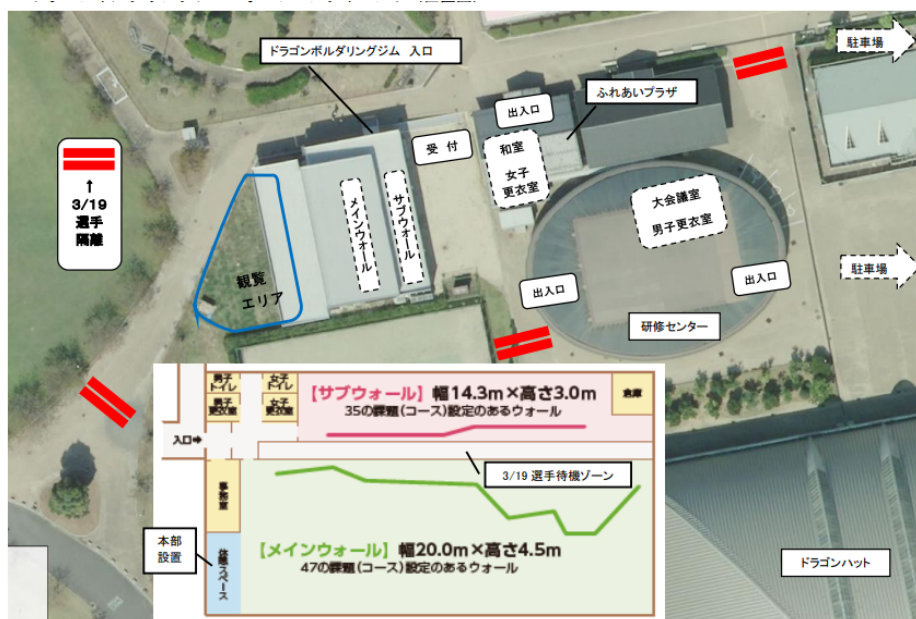 ドラゴンボルダリングジム 入口
駐車場
ふれあいプラザ
出入口
受 付
和室
女子
更衣室
大会議室
男子更衣室
↑
3/19
選手
隔離
メインウォール
サブウォール
観覧
エリア
出入口
出入口
駐車場
研修センター
男子
トイレ
女子
トイレ
男子
更衣室
女子
更衣室
【サブウォール】幅14.3m×高さ3.0m
35の課題(コース)設定のあるウォール
倉庫
入口➔
3/19 選手待機ゾーン
事務室
本部
設置
休憩スペース
【メインウォール】幅20.0m×高さ4.5m
47の課題(コース)設定のあるウォール
ドラゴンハット